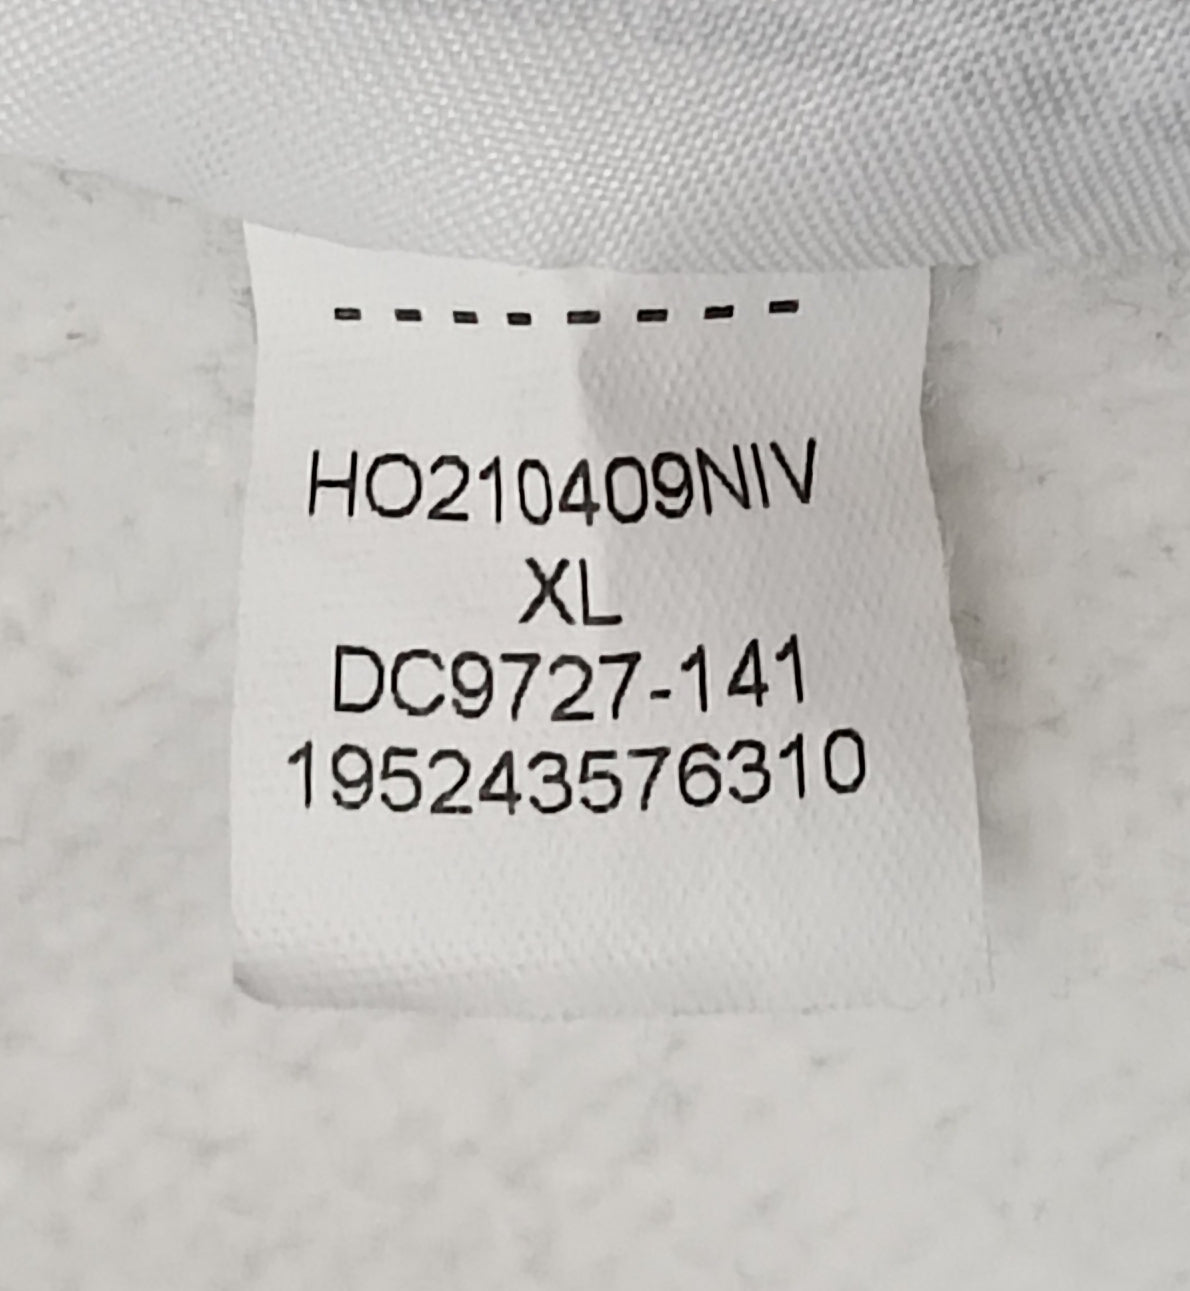 --------
HO210409NIV
XL
DC9727-141
195243576310